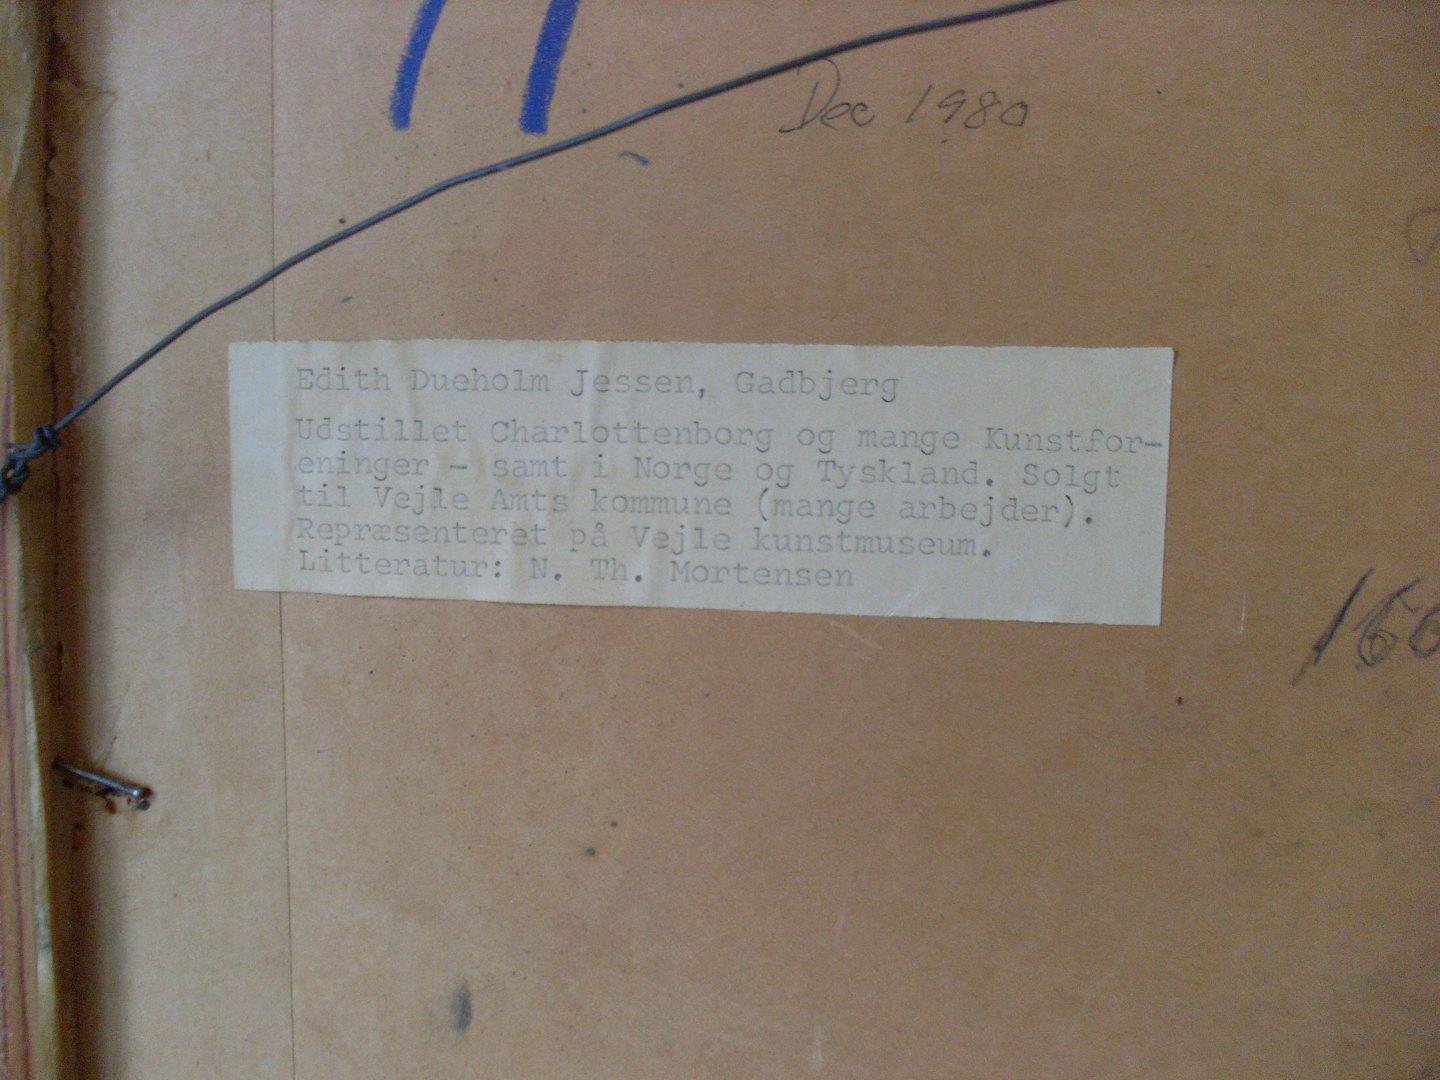 Dec 1980
Edith Dueholm Jessen, Gadbjerg
Udstillet Charlottenborg og mange Kunstfor-
eninger - samt i Norge og Tyskland. Solgt
til Vejle Amts kommune (mange arbejder).
Repræsenteret på Vejle kunstmuseum.
Litteratur: N. Th. Mortensen